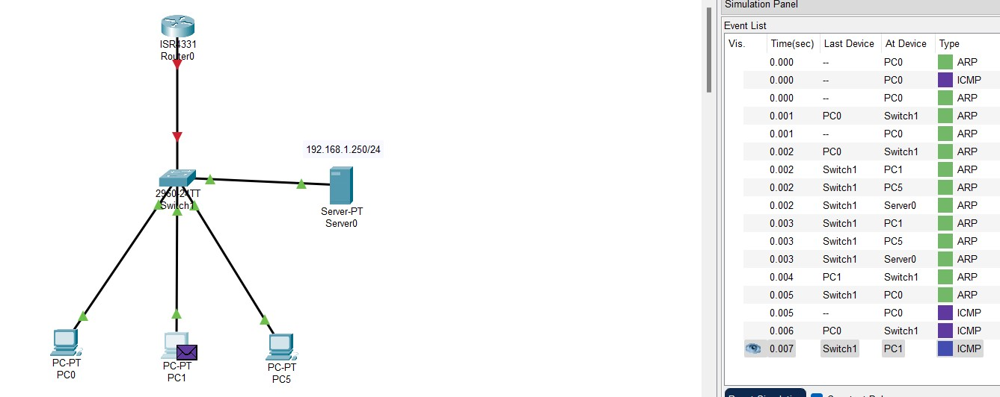 Simulation Panel
Event List
Vis. Time(sec) Last Device At Device Type
0.000 -- PC0 ARP
0.000 -- PC0 ICMP
0.000 -- PC0 ARP
0.001 PC0 Switch1 ARP
0.001 -- PC0 ARP
0.002 PC0 Switch1 ARP
0.002 Switch1 PC1 ARP
0.002 Switch1 PC5 ARP
0.002 Switch1 Server0 ARP
0.003 Switch1 PC1 ARP
0.003 Switch1 PC5 ARP
0.003 Switch1 Server0 ARP
0.004 PC1 Switch1 ARP
0.005 Switch1 PC0 ARP
0.005 -- PC0 ICMP
0.006 PC0 Switch1 ICMP
0.007 Switch1 PC1 ICMP
ISR4331
Router0
192.168.1.250/24
2960-24TT
Switch1
Server-PT
Server0
PC-PT
PC0
PC-PT
PC1
PC-PT
PC5